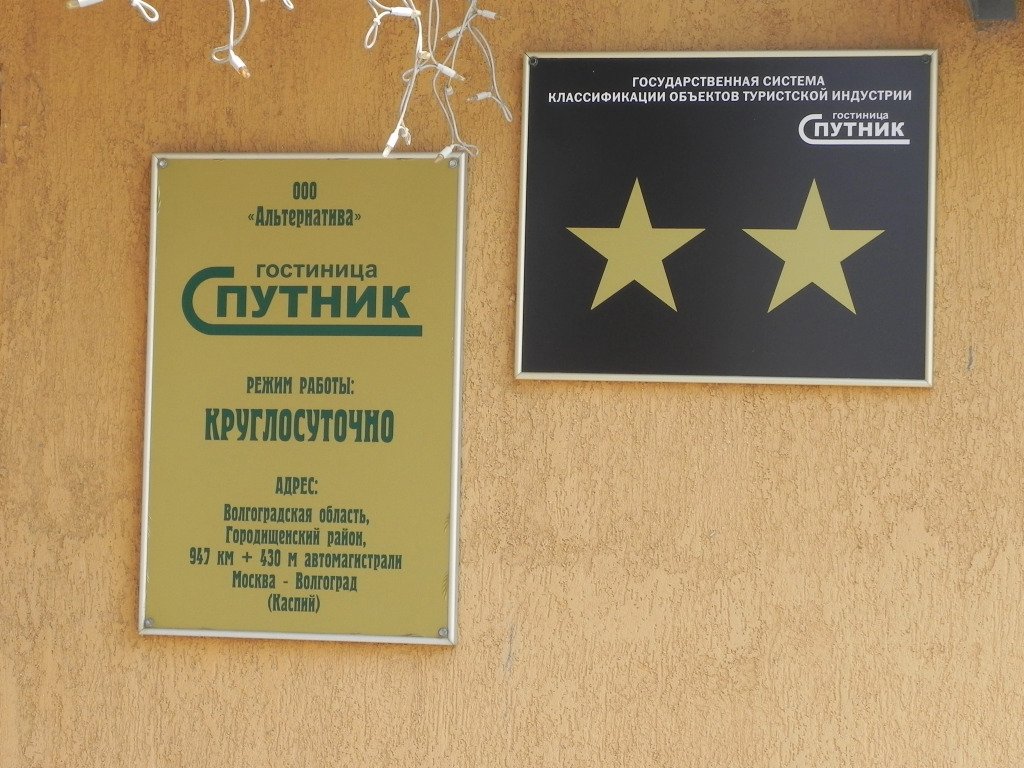 ООО
«Альтернатива»
гостиница
Спутник
РЕЖИМ РАБОТЫ:
КРУГЛОСУТОЧНО
АДРЕС:
Волгоградская область,
Городищенский район,
947 км + 430 м автомагистрали
Москва - Волгоград
(Каспий)
ГОСУДАРСТВЕННАЯ СИСТЕМА
КЛАССИФИКАЦИИ ОБЪЕКТОВ ТУРИСТСКОЙ ИНДУСТРИИ
гостиница
Спутник